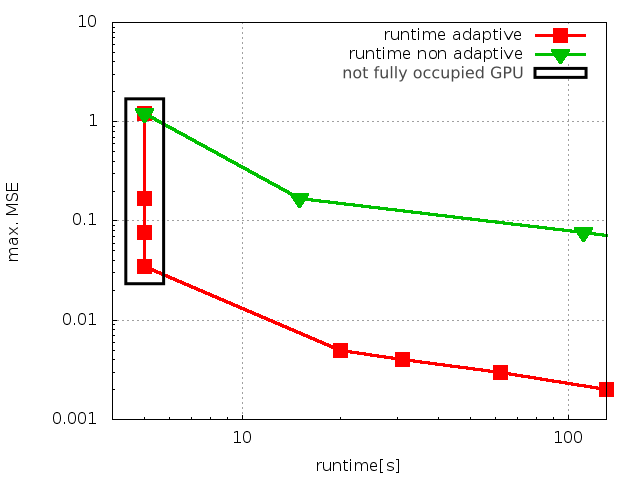 10
runtime adaptive
runtime non adaptive
not fully occupied GPU
1
max. MSE
0.1
0.01
0.001
10
100
runtime[s]